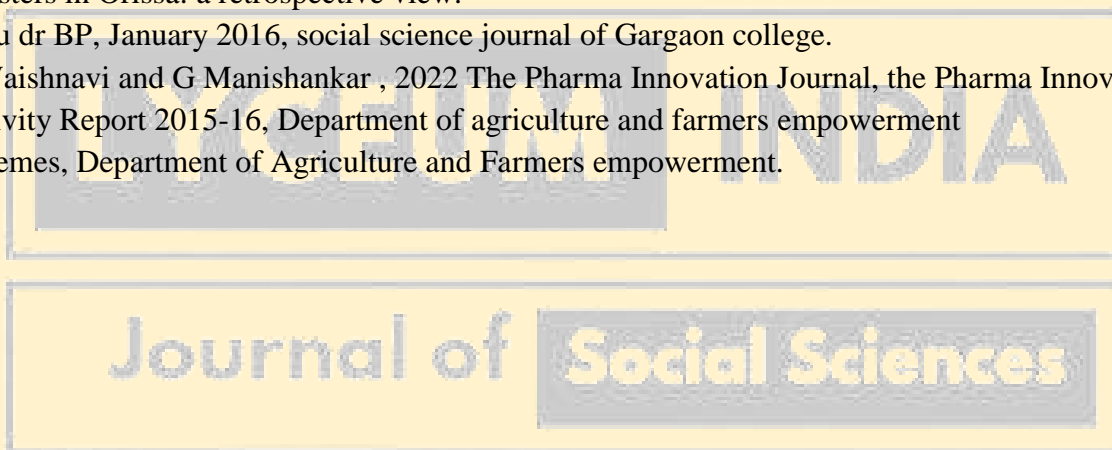 sters in Orissa: a retrospective view.
u dr BP, January 2016, social science journal of Gargaon college.
Vaishnavi and G Manishankar , 2022 The Pharma Innovation Journal, the Pharma Innov
vity Report 2015-16, Department of agriculture and farmers empowerment
emes, Department of Agriculture and Farmers empowerment.
LYCEUM INDIA
Journal of Social Sciences